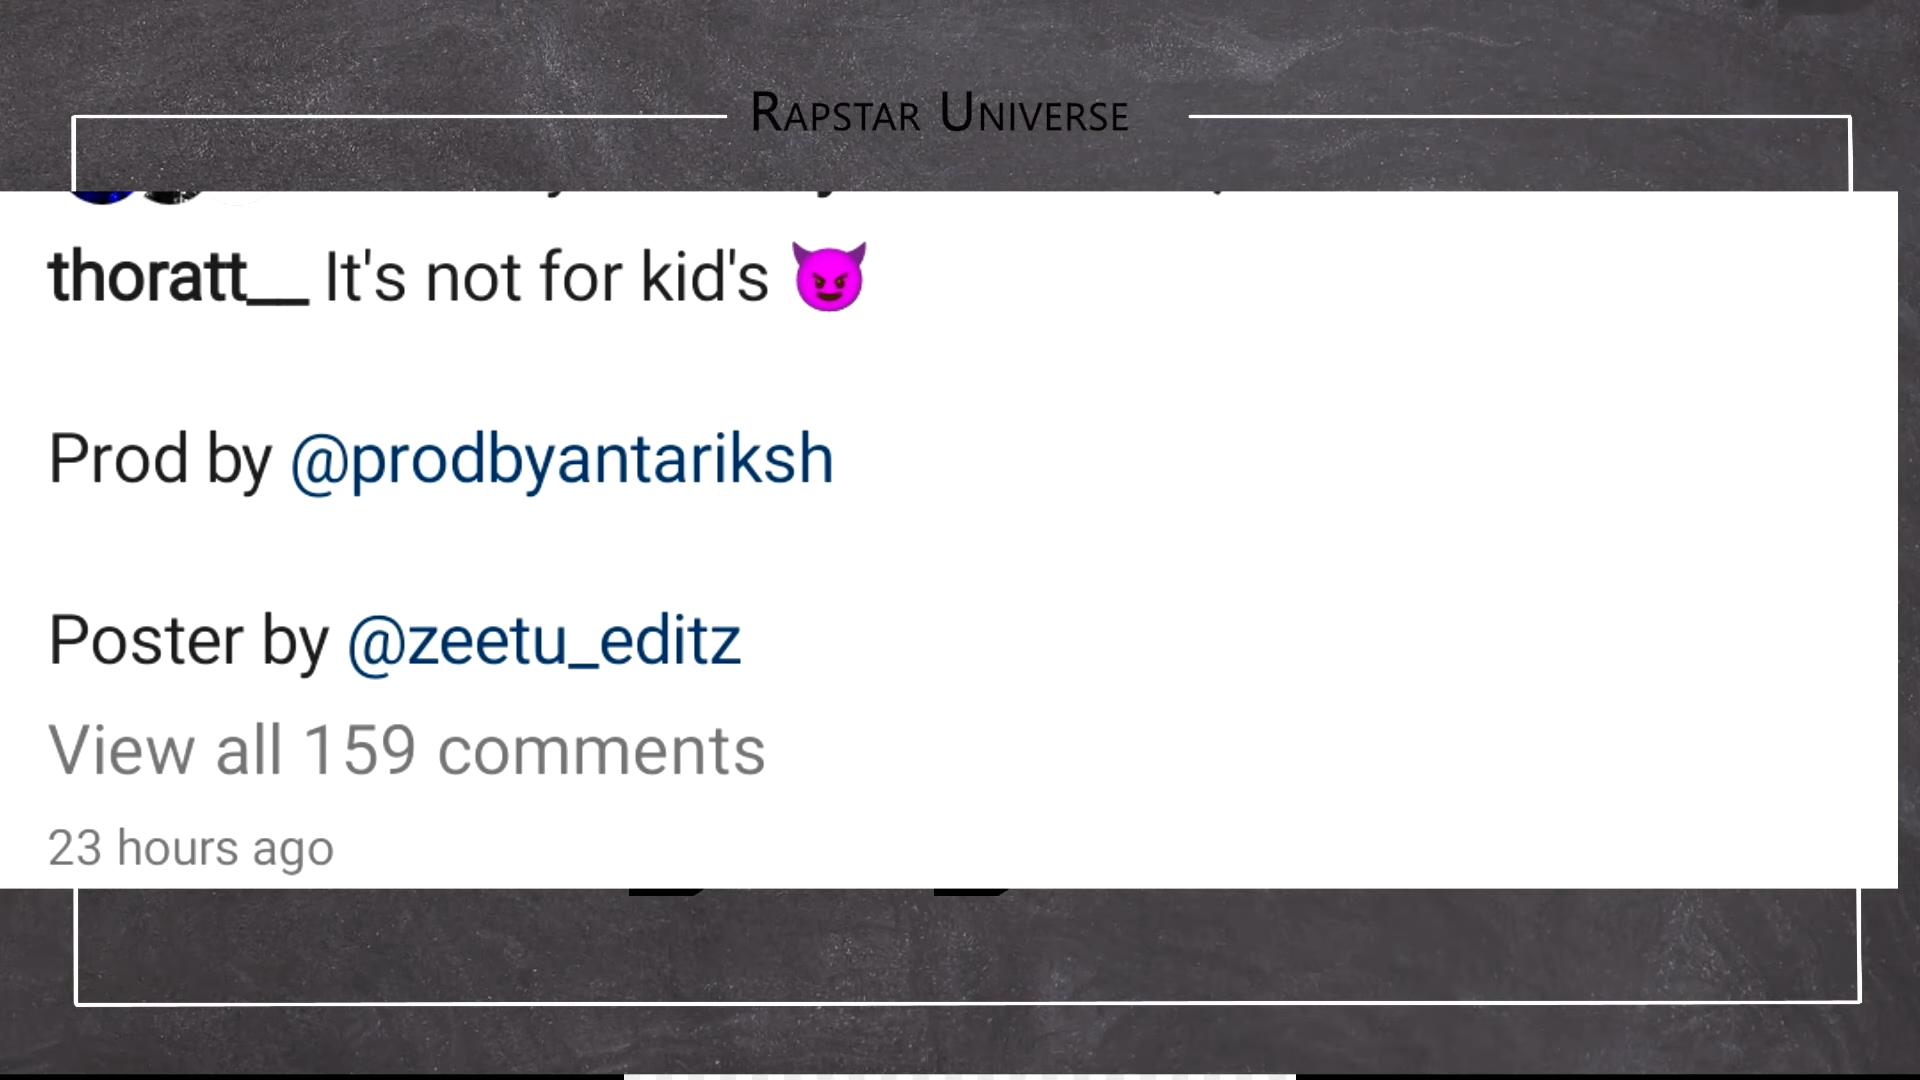 Rapstar Universe
thoratt__ It's not for kid's 😈
Prod by @prodbyantariksh
Poster by @zeetu_editz
View all 159 comments
23 hours ago